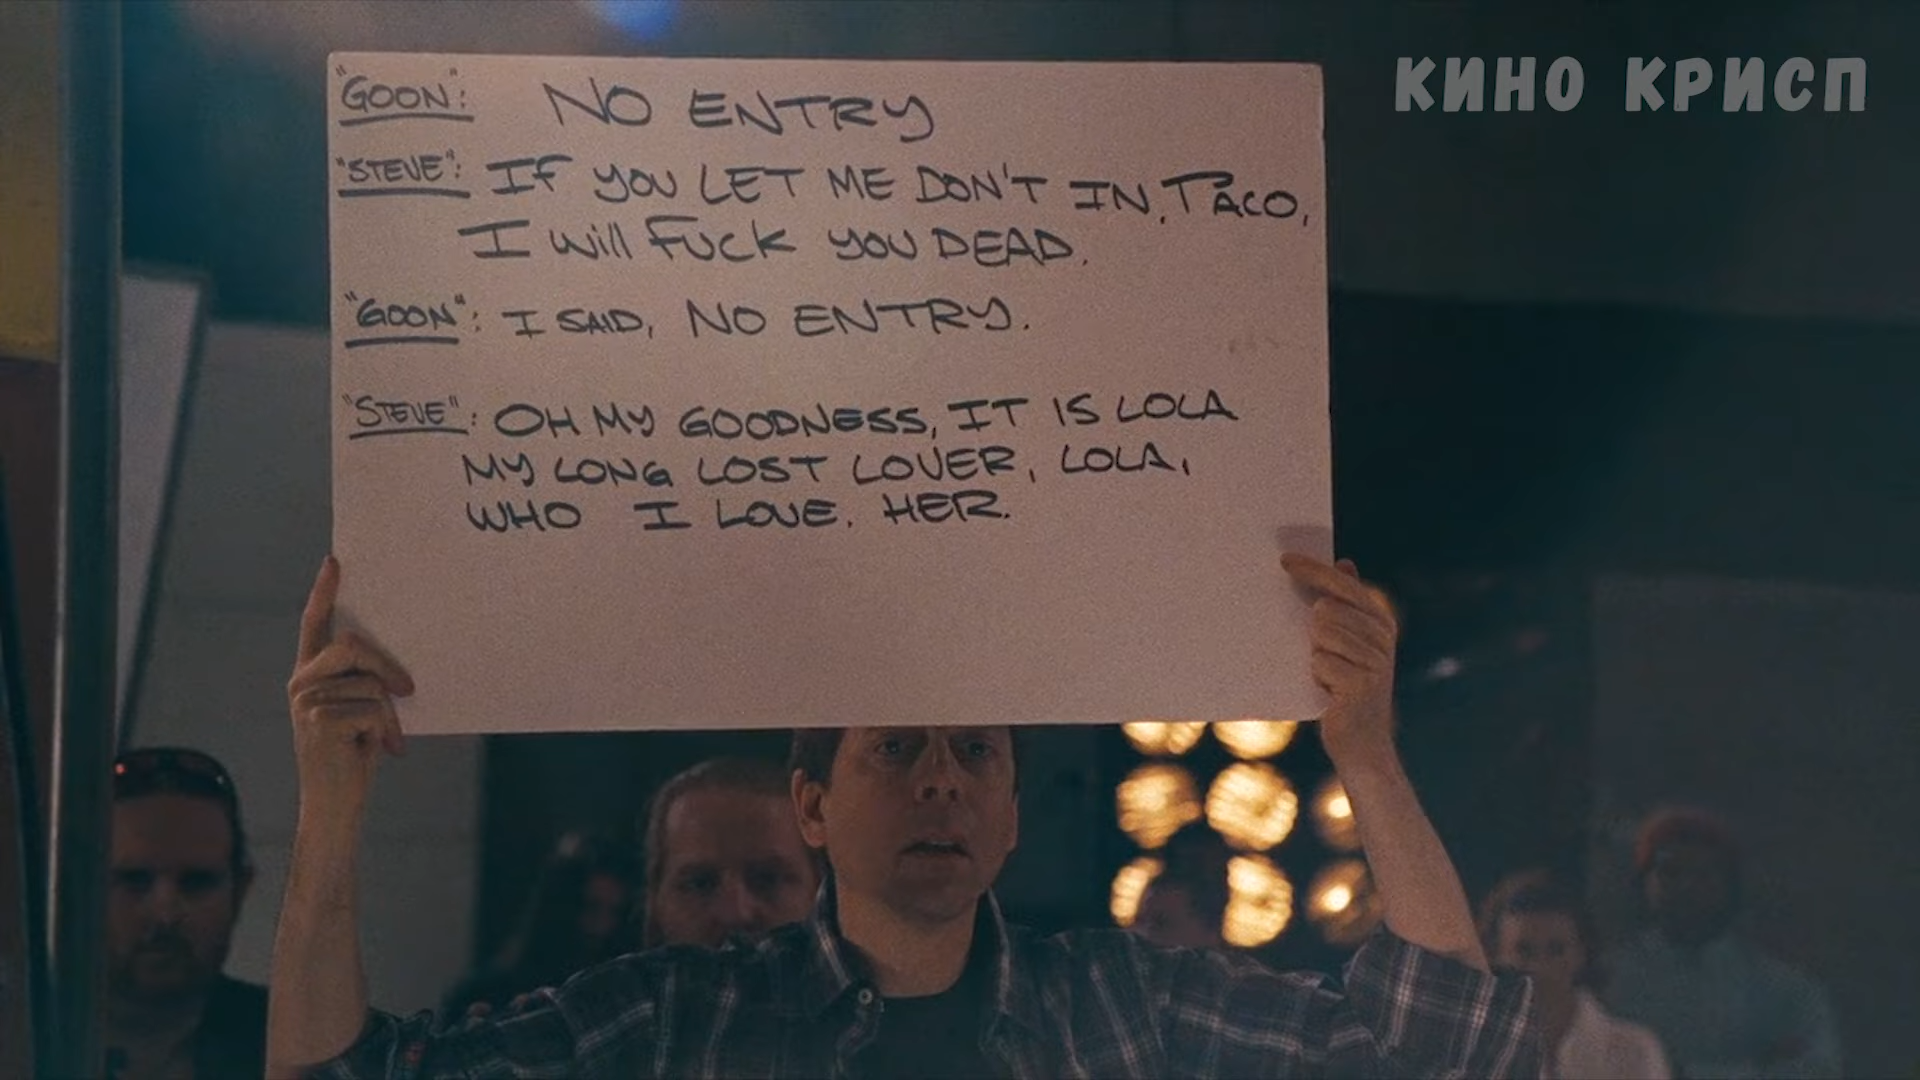 КИНО КРИСП
"GOON": NO ENTRY
"STEVE": IF YOU LET ME DON'T IN, TACO,
I will FUCK YOU DEAD.
"GOON": I SAID, NO ENTRY.
"STEVE": OH MY GOODNESS, IT IS LOLA
MY LONG LOST LOVER, LOLA,
WHO I LOVE. HER.